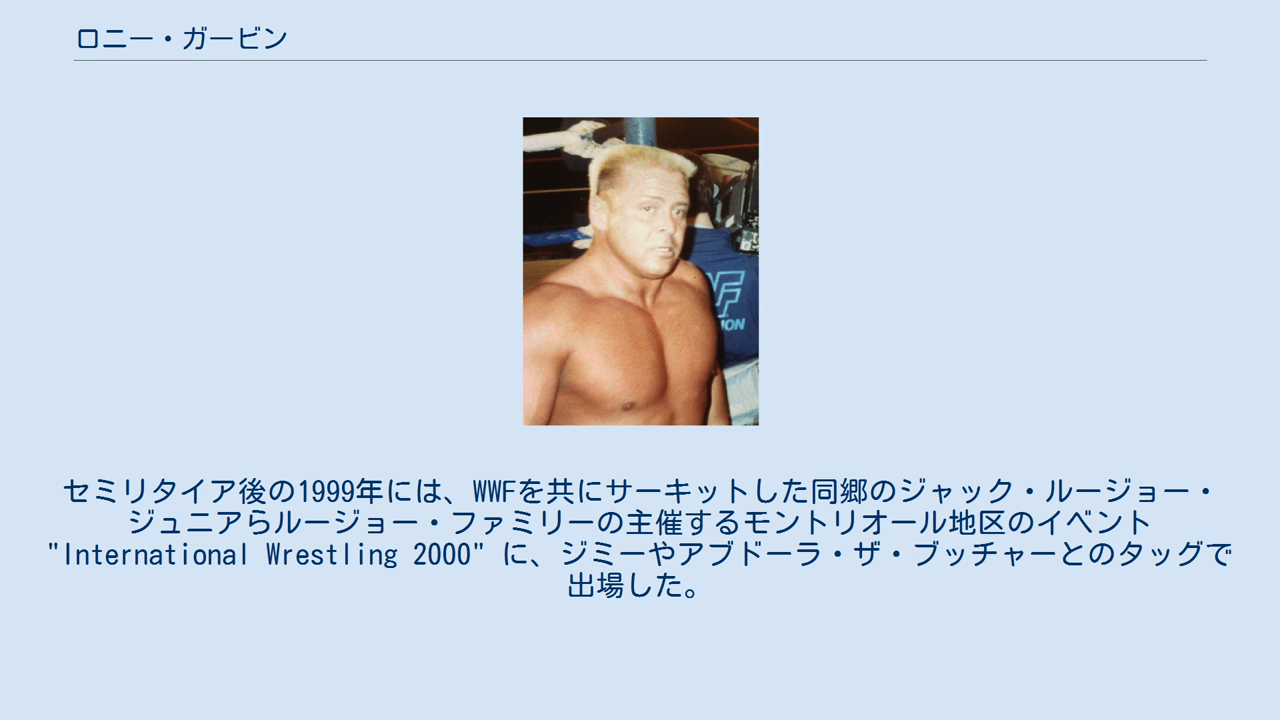 ロニー・ガービン
セミリタイア後の1999年には、WWFを共にサーキットした同郷のジャック・ルージョー・
ジュニアらルージョー・ファミリーの主催するモントリオール地区のイベント
"International Wrestling 2000" に、ジミーやアブドーラ・ザ・ブッチャーとのタッグで
出場した。